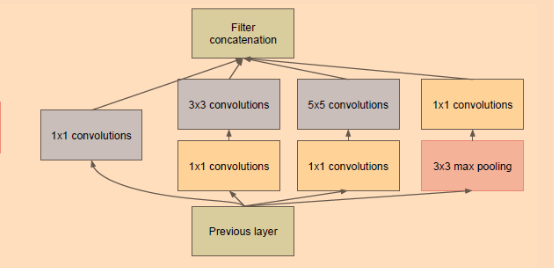 Filter
concatenation
3x3 convolutions
5x5 convolutions
1x1 convolutions
1x1 convolutions
1x1 convolutions
1x1 convolutions
3x3 max pooling
Previous layer